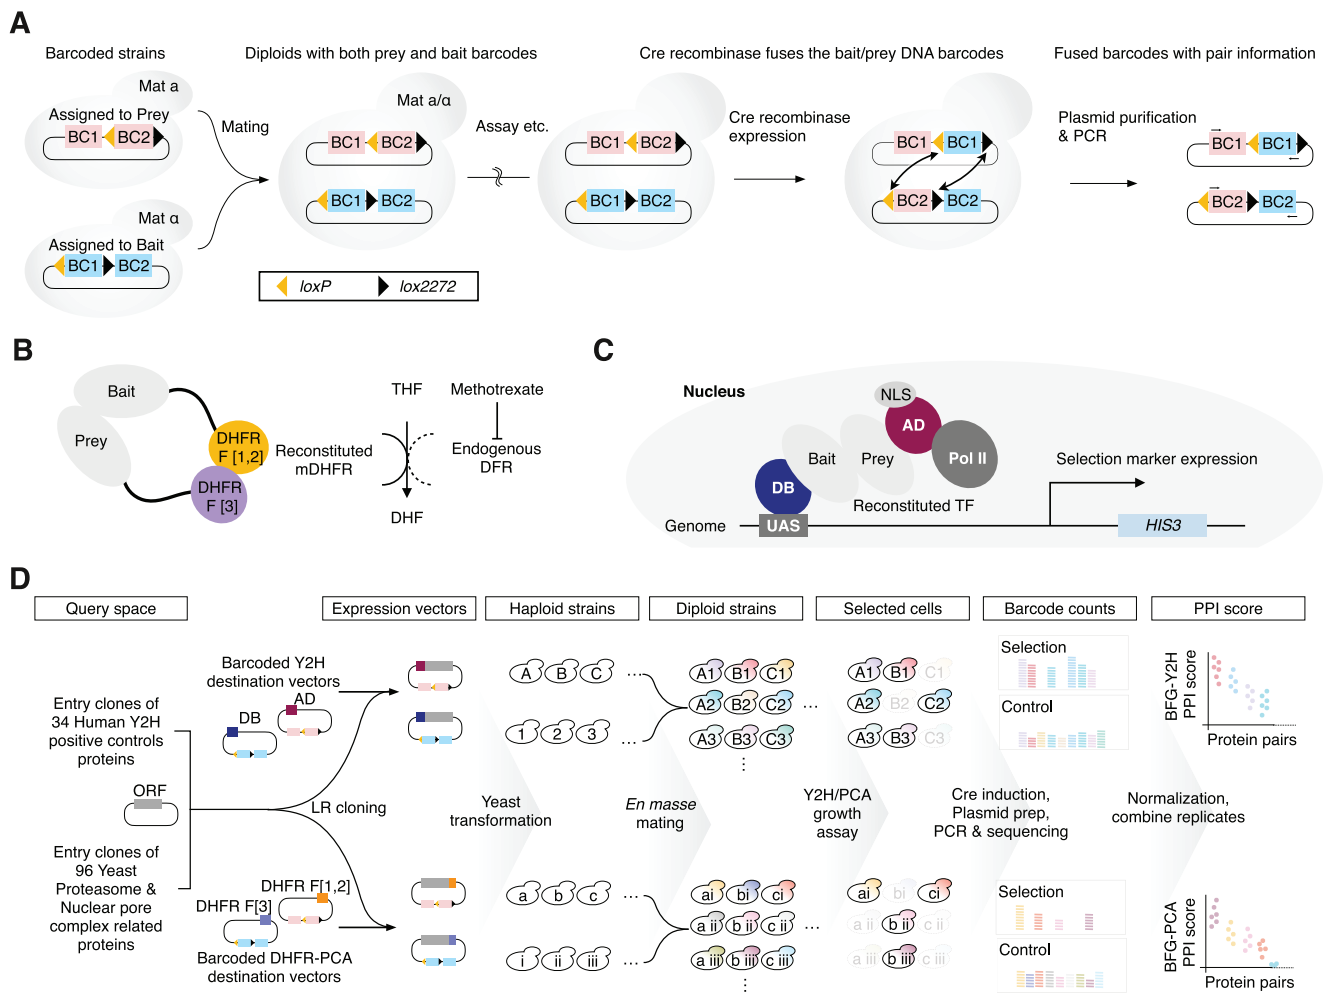 A
Barcoded strains
Diploids with both prey and bait barcodes
Cre recombinase fuses the bait/prey DNA barcodes
Fused barcodes with pair information
Mat a
Assigned to Prey
BC1 BC2
Mating
Mat α
Assigned to Bait
BC1 BC2
Mat a/α
BC1 BC2
BC1 BC2
Assay etc.
BC1 BC2
BC1 BC2
Cre recombinase
expression
BC1 BC1
BC2 BC2
Plasmid purification
& PCR
BC1 BC1
BC2 BC2
loxP lox2272
B
Bait
Prey
DHFR
F [1,2]
DHFR
F [3]
Reconstituted
mDHFR
THF
DHF
Methotrexate
Endogenous
DFR
C
Nucleus
NLS
AD
Bait
Prey
Pol II
DB
Reconstituted TF
Selection marker expression
Genome
UAS
HIS3
D
Query space
Expression vectors
Haploid strains
Diploid strains
Selected cells
Barcode counts
PPI score
Entry clones of
34 Human Y2H
positive controls
proteins
ORF
Entry clones of
96 Yeast
Proteasome &
Nuclear pore
complex related
proteins
Barcoded Y2H
destination vectors
AD
DB
LR cloning
DHFR F[1,2]
DHFR F[3]
Barcoded DHFR-PCA
destination vectors
Yeast
transformation
A B C ...
1 2 3 ...
a b c ...
i ii iii ...
En masse
mating
A1 B1 C1
A2 B2 C2 ...
A3 B3 C3
ai bi ci
a ii b ii c ii ...
a iii b iii c iii
Y2H/PCA
growth
assay
A1 B1 C1
A2 B2 C2
A3 B3 C3
ai bi ci
a ii b ii c ii
a iii b iii c iii
Cre induction,
Plasmid prep,
PCR & sequencing
Selection
Control
Selection
Control
Normalization,
combine replicates
BFG-Y2H
PPI score
Protein pairs
BFG-PCA
PPI score
Protein pairs